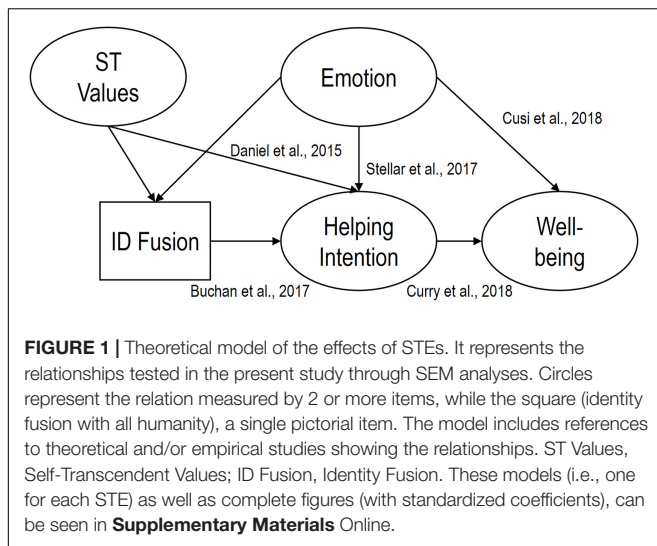 ST
Values
Emotion
Cusi et al., 2018
Daniel et al., 2015
Stellar et al., 2017
ID Fusion
Helping
Intention
Well-
being
Buchan et al., 2017
Curry et al., 2018
FIGURE 1 | Theoretical model of the effects of STEs. It represents the
relationships tested in the present study through SEM analyses. Circles
represent the relation measured by 2 or more items, while the square (identity
fusion with all humanity), a single pictorial item. The model includes references
to theoretical and/or empirical studies showing the relationships. ST Values,
Self-Transcendent Values; ID Fusion, Identity Fusion. These models (i.e., one
for each STE) as well as complete figures (with standardized coefficients), can
be seen in Supplementary Materials Online.